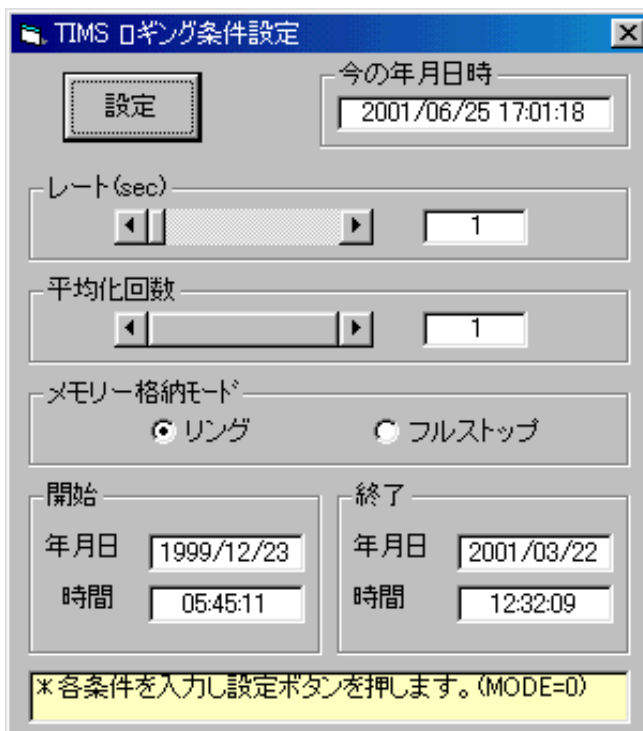 TIMS ロギング条件設定
設定
今の年月日時
2001/06/25 17:01:18
レート(sec)
1
平均化回数
1
メモリー格納モード
リング フルストップ
開始
年月日 1999/12/23
時間 05:45:11
終了
年月日 2001/03/22
時間 12:32:09
＊各条件を入力し設定ボタンを押します。(MODE=0)